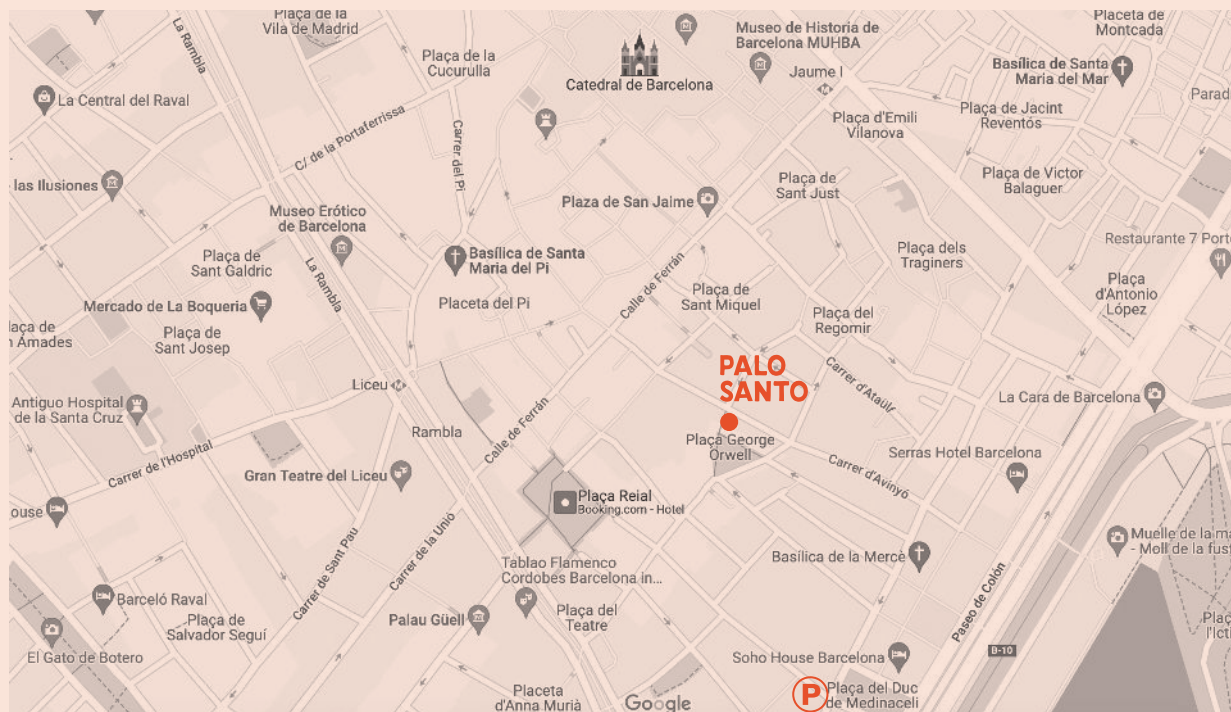 La Rambla
Plaça de la
Vila de Madrid
Plaça de la
Cucurulla
Catedral de Barcelona
Museo de Historia de
Barcelona MUHBA
Jaume I
Placeta de
Montcada
Basílica de Santa
Maria del Mar
La Central del Raval
C/ de la Portaferrissa
Carrer del Pi
Plaça d'Emili
Vilanova
Plaça de Jacint
Reventós
Parad
las Ilusiones
Plaza de San Jaime
Plaça de
Sant Just
Plaça de Victor
Balaguer
Museo Erótico
de Barcelona
Plaça de
Sant Galdric
La Rambla
Basílica de Santa
Maria del Pi
Calle de Ferrán
Plaça dels
Traginers
Restaurante 7 Port
Mercado de La Boqueria
Placeta del Pi
Plaça de
Sant Miquel
Plaça del
Regomir
Plaça
d'Antonio
López
laça de
n Amades
Plaça de
Sant Josep
PALO
SANTO
Liceu
Carrer d'Ataülf
La Cara de Barcelona
Antiguo Hospital
de la Santa Cruz
Rambla
Calle de Ferrán
Plaça George
Orwell
Carrer de l'Hospital
Gran Teatre del Liceu
Carrer d'Avinyó
Serras Hotel Barcelona
ouse
Plaça Reial
Booking.com - Hotel
Carrer de Sant Pau
Carrer de la Unió
Tablao Flamenco
Cordobes Barcelona in...
Basílica de la Mercè
Muelle de la ma
- Moll de la fust
Barceló Raval
Plaça de
Salvador Seguí
Palau Güell
Plaça del
Teatre
Paseo de Colón
Plaç
l'Ict
El Gato de Botero
Soho House Barcelona
B-10
Placeta
d'Anna Murià
Google
P
Plaça del Duc
de Medinaceli